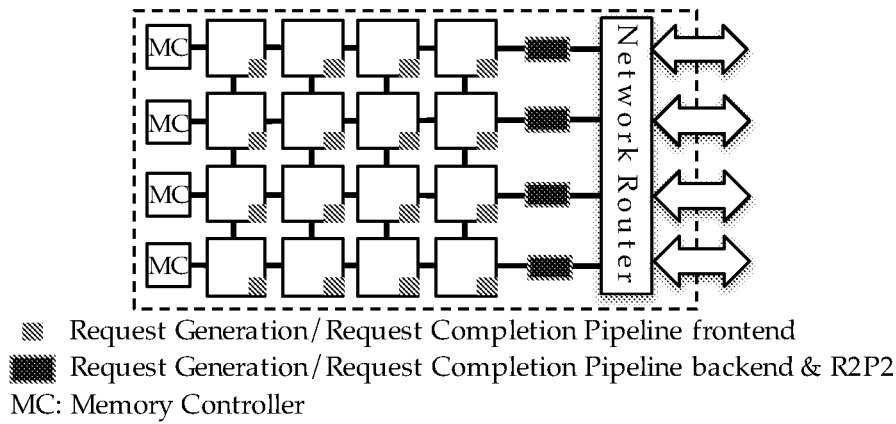 MC
MC
MC
MC
Network Router
Request Generation/Request Completion Pipeline frontend
Request Generation/Request Completion Pipeline backend & R2P2
MC: Memory Controller